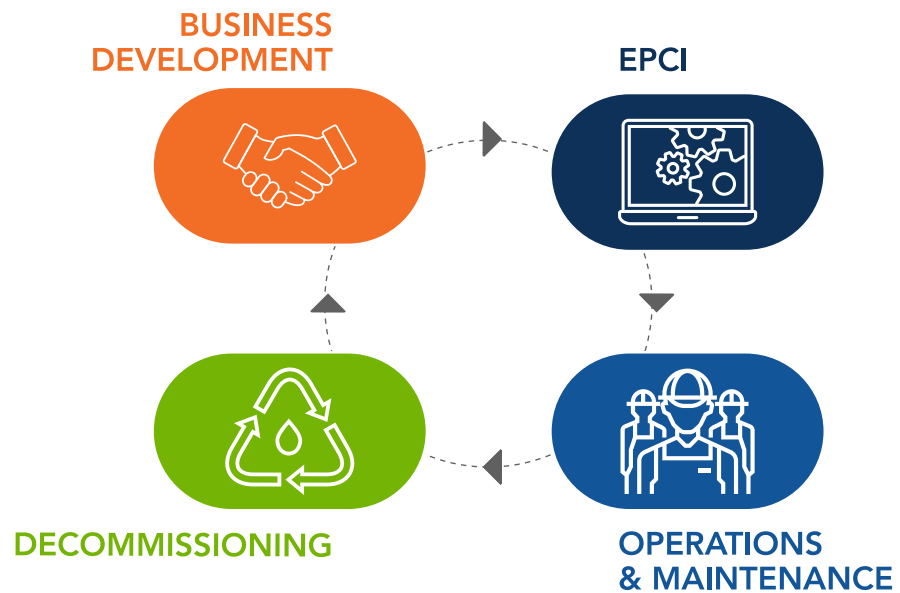 BUSINESS
DEVELOPMENT
EPCI
DECOMMISSIONING
OPERATIONS
& MAINTENANCE